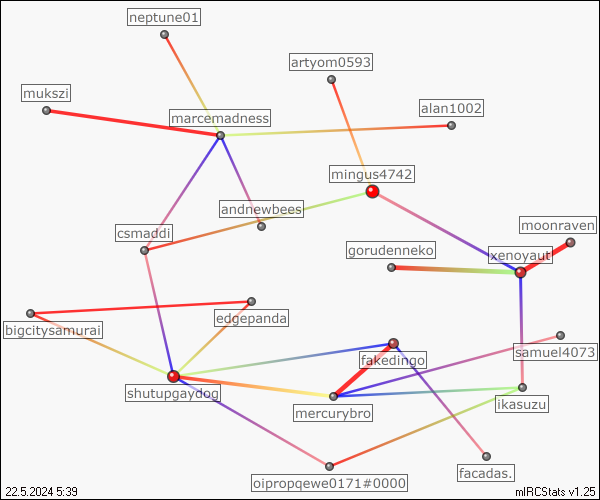 neptune01
artyom0593
mukszi
alan1002
marcemadness
mingus4742
andnewbees
moonraven
csmaddi
gorudenneko
xenoyaut
edgepanda
bigcitysamurai
samuel4073
fakedingo
shutupgaydog
ikasuzu
mercurybro
facadas.
oipropqewe0171#0000
22.5.2024 5:39
mIRCStats v1.25